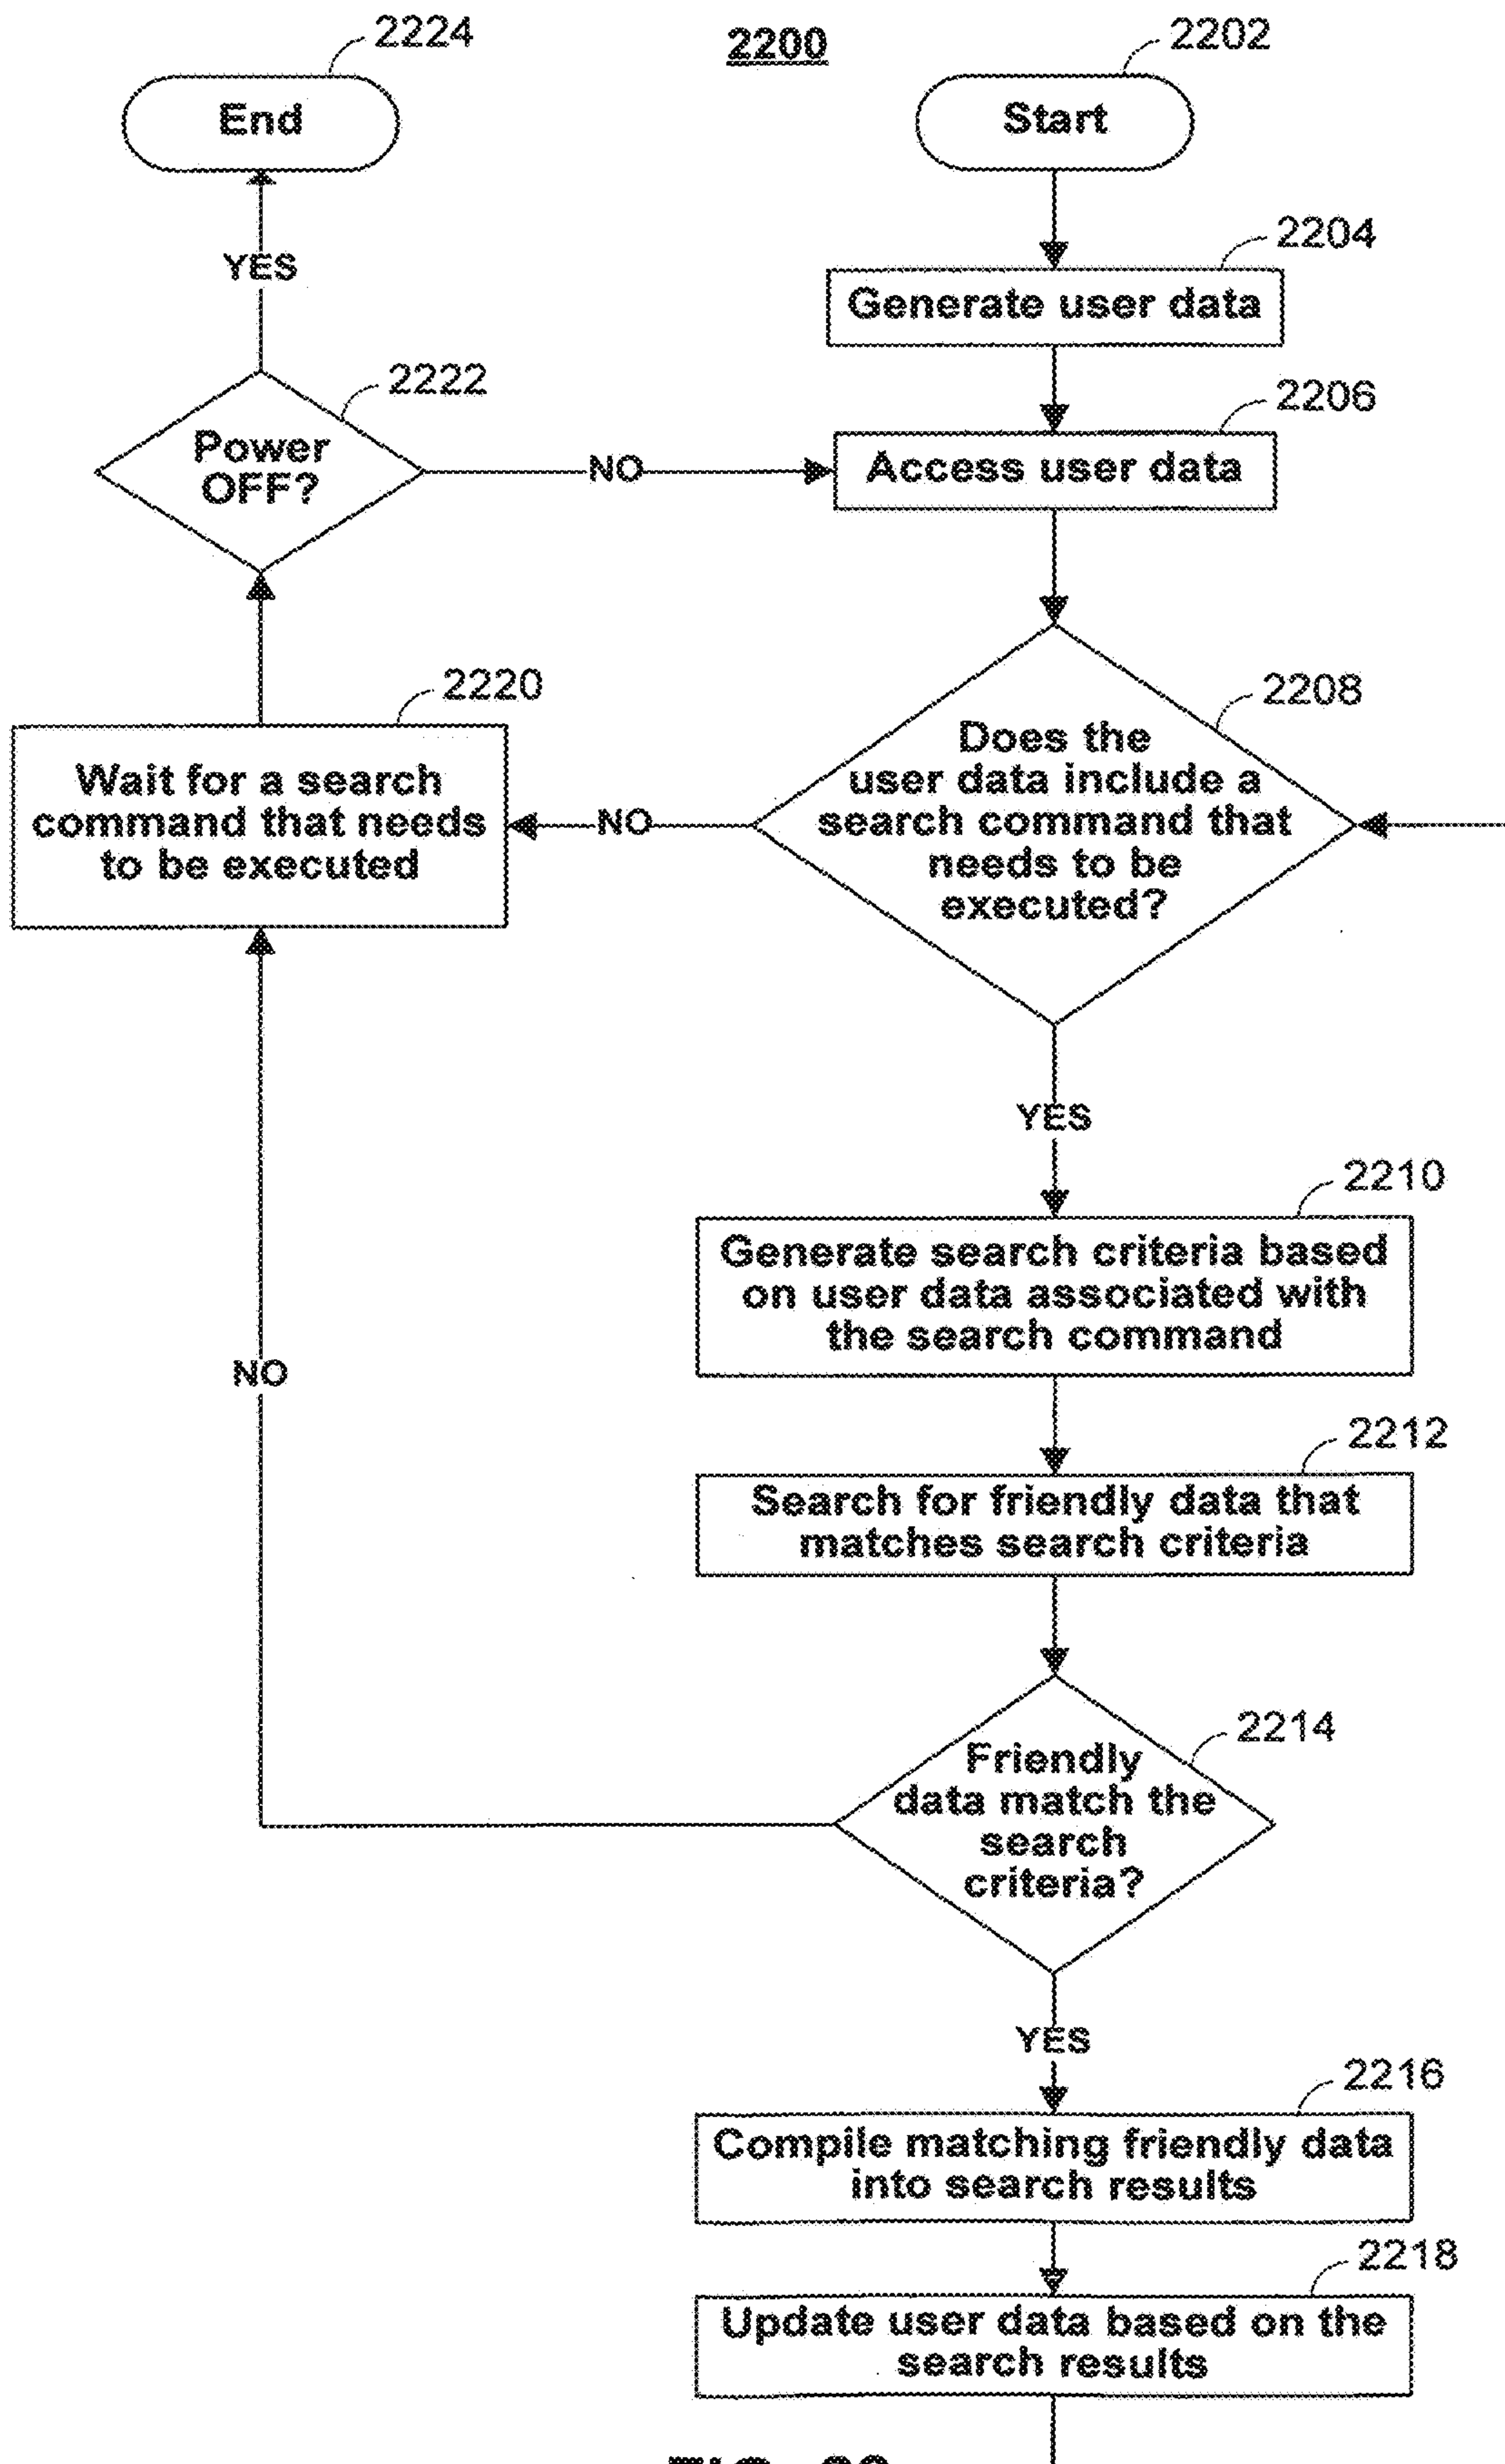 2224
2200
2202
End
Start
YES
2204
Generate user data
2222
2206
Power
OFF?
NO
Access user data
2220
2208
Wait for a search
command that needs
to be executed
NO
Does the
user data include a
search command that
needs to be
executed?
YES
2210
Generate search criteria based
on user data associated with
the search command
NO
2212
Search for friendly data that
matches search criteria
2214
Friendly
data match the
search
criteria?
YES
2216
Compile matching friendly data
into search results
2218
Update user data based on the
search results